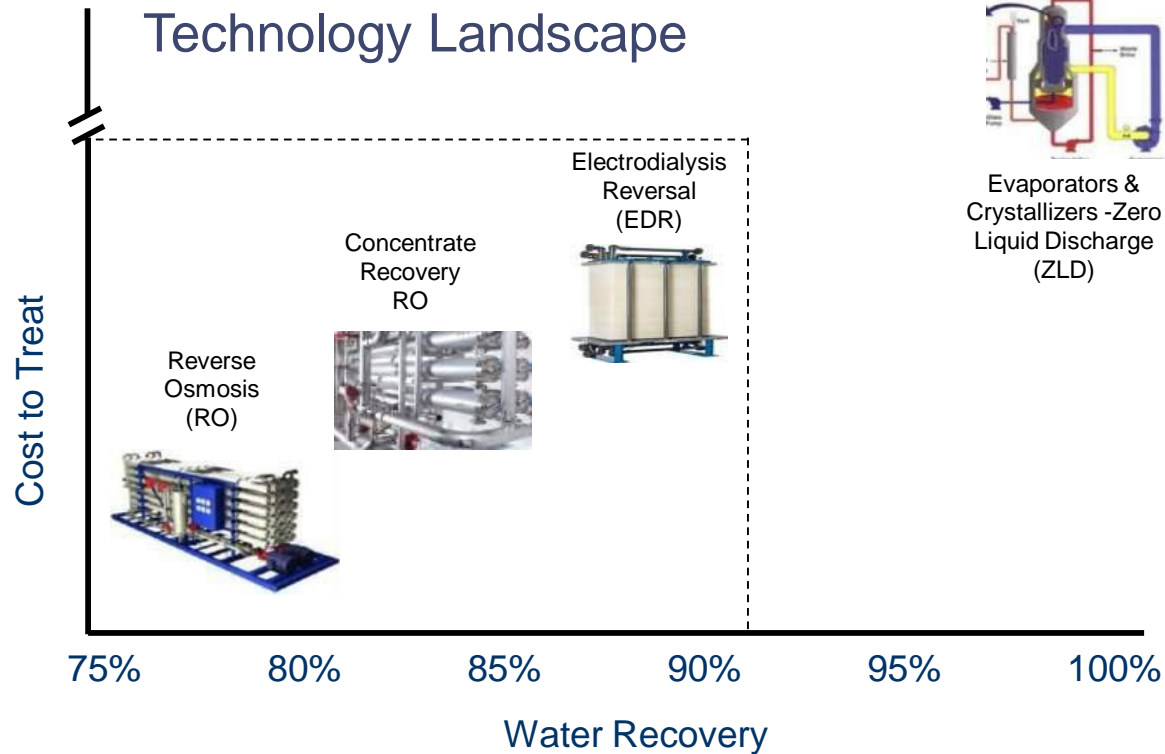 Technology Landscape
Electrodialysis
Reversal
(EDR)
Evaporators &
Crystallizers -Zero
Liquid Discharge
(ZLD)
Concentrate
Recovery
RO
Reverse
Osmosis
(RO)
Cost to Treat
75% 80% 85% 90% 95% 100%
Water Recovery